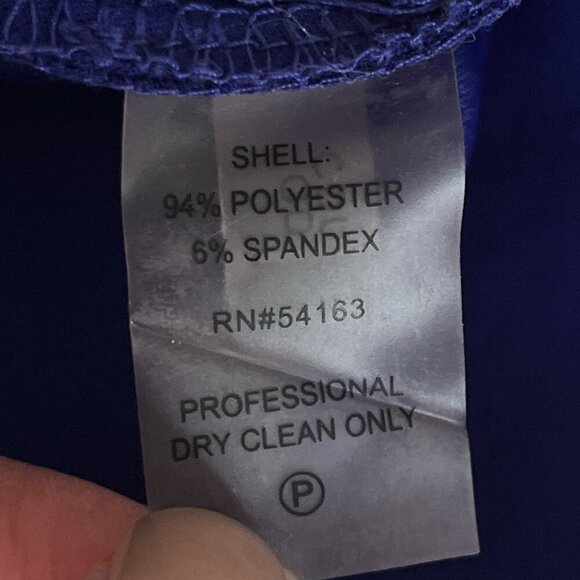 SHELL:
94% POLYESTER
6% SPANDEX
RN#54163
PROFESSIONAL
DRY CLEAN ONLY
P